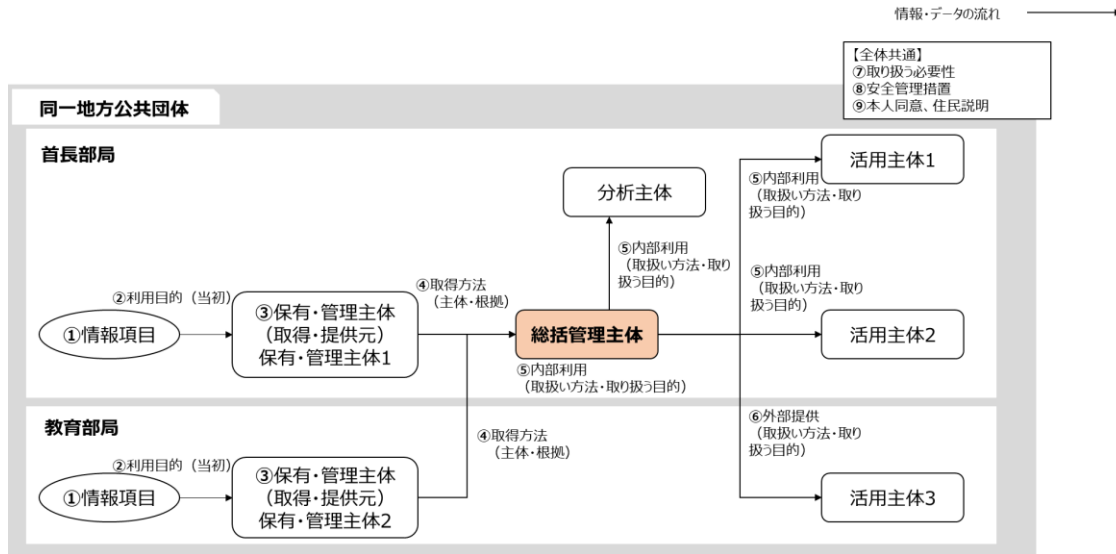 情報・データの流れ
【全体共通】
⑦取り扱う必要性
⑧安全管理措置
⑨本人同意、住民説明
同一地方公共団体
首長部局
活用主体1
⑤内部利用
（取扱い方法・取り
扱う目的）
分析主体
⑤内部利用
（取扱い方法・取り
扱う目的）
②利用目的（当初）
①情報項目
③保有・管理主体
（取得・提供元）
保有・管理主体1
④取得方法
（主体・根拠）
総括管理主体
⑤内部利用
（取扱い方法・取り扱う目的）
⑤内部利用
（取扱い方法・取り
扱う目的）
活用主体2
教育部局
②利用目的（当初）
①情報項目
③保有・管理主体
（取得・提供元）
保有・管理主体2
④取得方法
（主体・根拠）
⑥外部提供
（取扱い方法・取り
扱う目的）
活用主体3